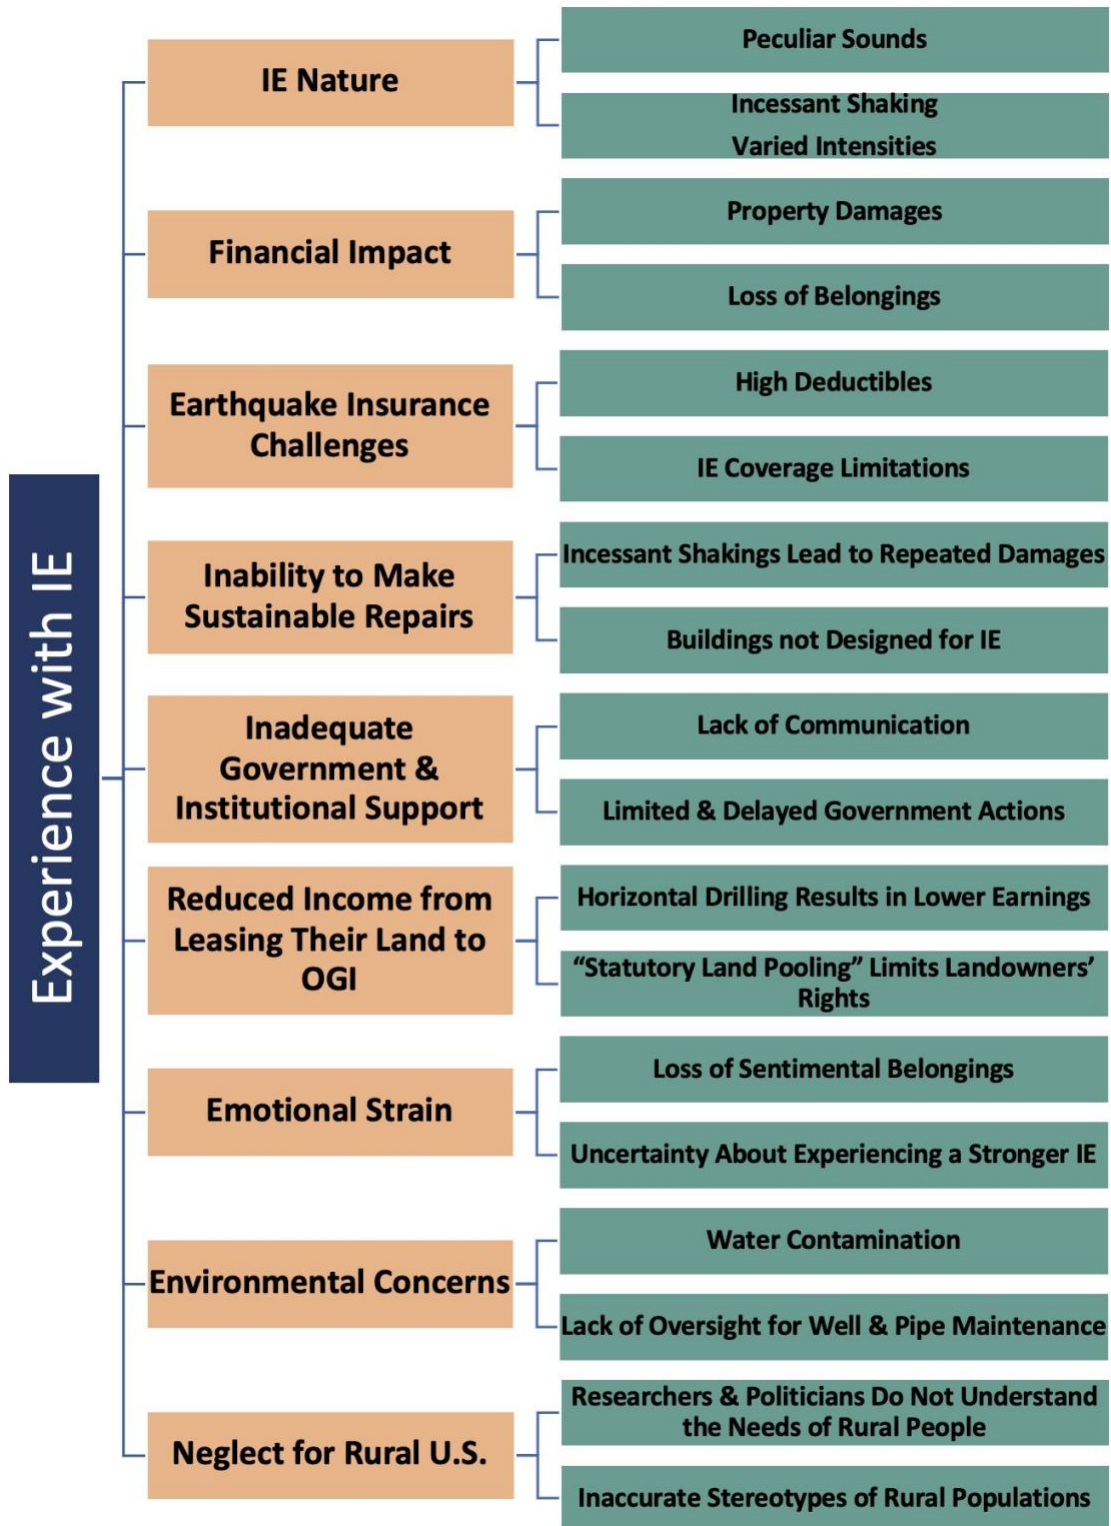 Experience with IE
IE Nature
Peculiar Sounds
Incessant Shaking
Varied Intensities
Financial Impact
Property Damages
Loss of Belongings
Earthquake Insurance
Challenges
High Deductibles
IE Coverage Limitations
Inability to Make
Sustainable Repairs
Incessant Shakings Lead to Repeated Damages
Buildings not Designed for IE
Inadequate
Government &
Institutional Support
Lack of Communication
Limited & Delayed Government Actions
Reduced Income from
Leasing Their Land to
OGI
Horizontal Drilling Results in Lower Earnings
“Statutory Land Pooling” Limits Landowners’
Rights
Emotional Strain
Loss of Sentimental Belongings
Uncertainty About Experiencing a Stronger IE
Environmental Concerns
Water Contamination
Lack of Oversight for Well & Pipe Maintenance
Neglect for Rural U.S.
Researchers & Politicians Do Not Understand
the Needs of Rural People
Inaccurate Stereotypes of Rural Populations